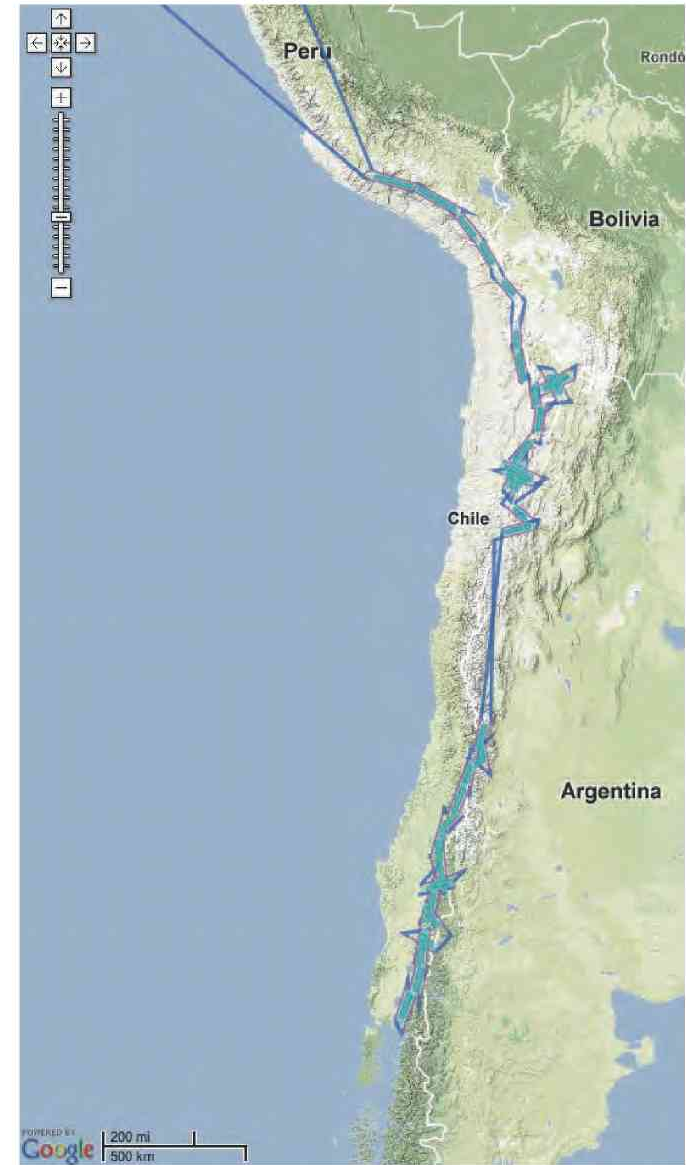 Peru
Rondô
Bolivia
Chile
Argentina
POWERED BY
Google
200 mi
500 km